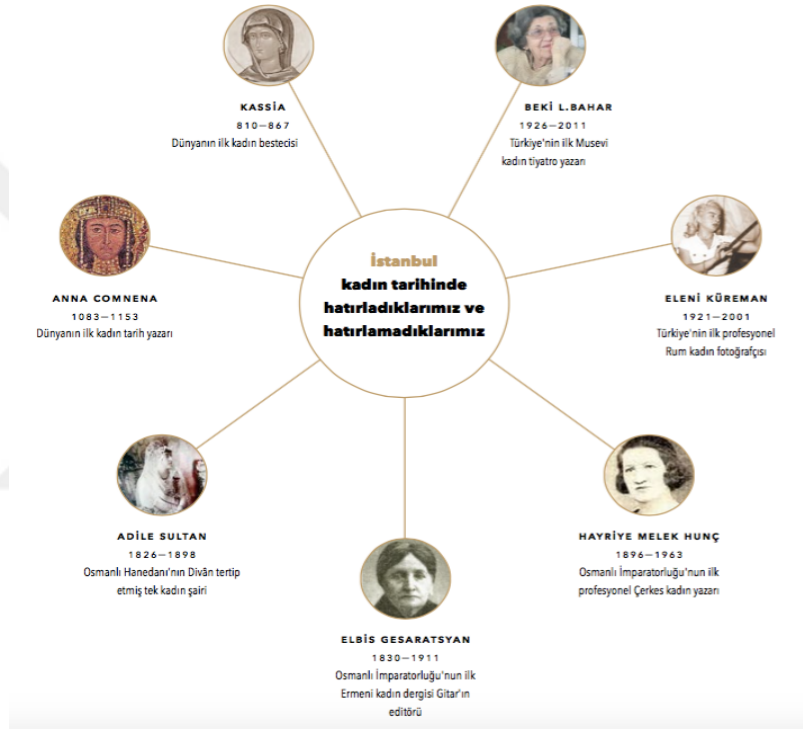 KASSİA
810—867
Dünyanın ilk kadın bestecisi
BEKİ L.BAHAR
1926—2011
Türkiye'nin ilk Musevi
kadın tiyatro yazarı
ANNA COMNENA
1083—1153
Dünyanın ilk kadın tarih yazarı
İstanbul
kadın tarihinde
hatırladıklarımız ve
hatırlamadıklarımız
ELENİ KÜREMAN
1921—2001
Türkiye'nin ilk profesyonel
Rum kadın fotoğrafçısı
ADİLE SULTAN
1826—1898
Osmanlı Hanedanı'nın Divân tertip
etmiş tek kadın şairi
HAYRİYE MELEK HUNÇ
1896—1963
Osmanlı İmparatorluğu'nun ilk
profesyonel Çerkes kadın yazarı
ELBİS GESARATSYAN
1830—1911
Osmanlı İmparatorluğu'nun ilk
Ermeni kadın dergisi Gitar'ın
editörü